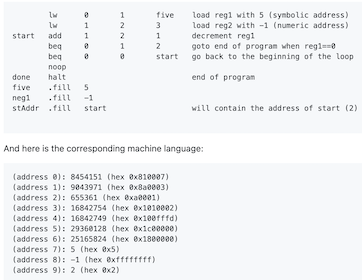 lw 0 1 five load reg1 with 5 (symbolic address)
lw 1 2 3 load reg2 with -1 (numeric address)
start add 1 2 1 decrement reg1
beq 0 1 2 goto end of program when reg1==0
beq 0 0 start go back to the beginning of the loop
noop
done halt end of program
five .fill 5
neg1 .fill -1
stAddr .fill start will contain the address of start (2)
And here is the corresponding machine language:
(address 0): 8454151 (hex 0x810007)
(address 1): 9043971 (hex 0x8a0003)
(address 2): 655361 (hex 0xa0001)
(address 3): 16842754 (hex 0x1010002)
(address 4): 16842749 (hex 0x100fffd)
(address 5): 29360128 (hex 0x1c00000)
(address 6): 25165824 (hex 0x1800000)
(address 7): 5 (hex 0x5)
(address 8): -1 (hex 0xffffffff)
(address 9): 2 (hex 0x2)